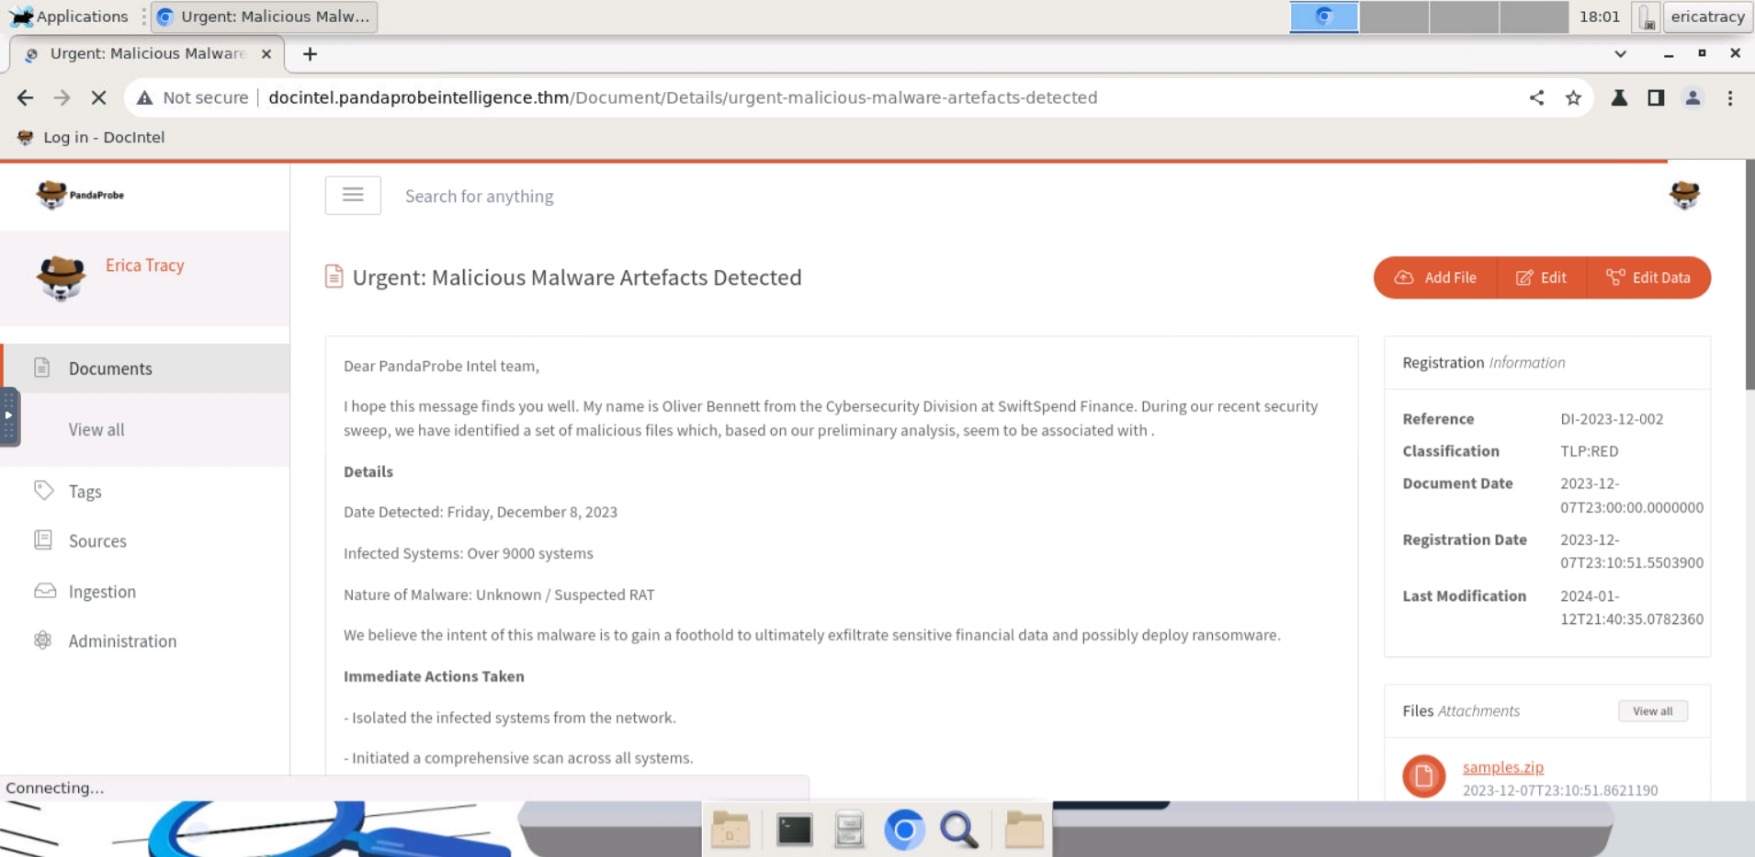 Applications
Urgent: Malicious Malw...
18:01
ericatracy
Urgent: Malicious Malware
Not secure
docintel.pandaprobeintelligence.thm/Document/Details/urgent-malicious-malware-artefacts-detected
Log in - DocIntel
PandaProbe
Search for anything
Erica Tracy
Urgent: Malicious Malware Artefacts Detected
Add File
Edit
Edit Data
Documents
View all
Tags
Sources
Ingestion
Administration
Dear PandaProbe Intel team,
I hope this message finds you well. My name is Oliver Bennett from the Cybersecurity Division at SwiftSpend Finance. During our recent security
sweep, we have identified a set of malicious files which, based on our preliminary analysis, seem to be associated with .
Details
Date Detected: Friday, December 8, 2023
Infected Systems: Over 9000 systems
Nature of Malware: Unknown / Suspected RAT
We believe the intent of this malware is to gain a foothold to ultimately exfiltrate sensitive financial data and possibly deploy ransomware.
Immediate Actions Taken
- Isolated the infected systems from the network.
- Initiated a comprehensive scan across all systems.
Registration Information
Reference DI-2023-12-002
Classification TLP:RED
Document Date 2023-12-
07T23:00:00.0000000
Registration Date 2023-12-
07T23:10:51.5503900
Last Modification 2024-01-
12T21:40:35.0782360
Files Attachments
View all
samples.zip
2023-12-07T23:10:51.8621190
Connecting...